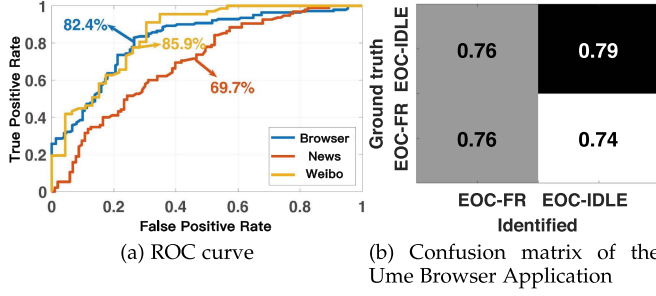 1
0.8
0.6
0.4
0.2
0
True Positive Rate
82.4%
85.9%
69.7%
Browser
News
Weibo
0 0.2 0.4 0.6 0.8 1
False Positive Rate
(a) ROC curve
Ground truth
EOC-FR EOC-IDLE
0.76 0.79
0.76 0.74
EOC-FR EOC-IDLE
Identified
(b) Confusion matrix of the
Ume Browser Application